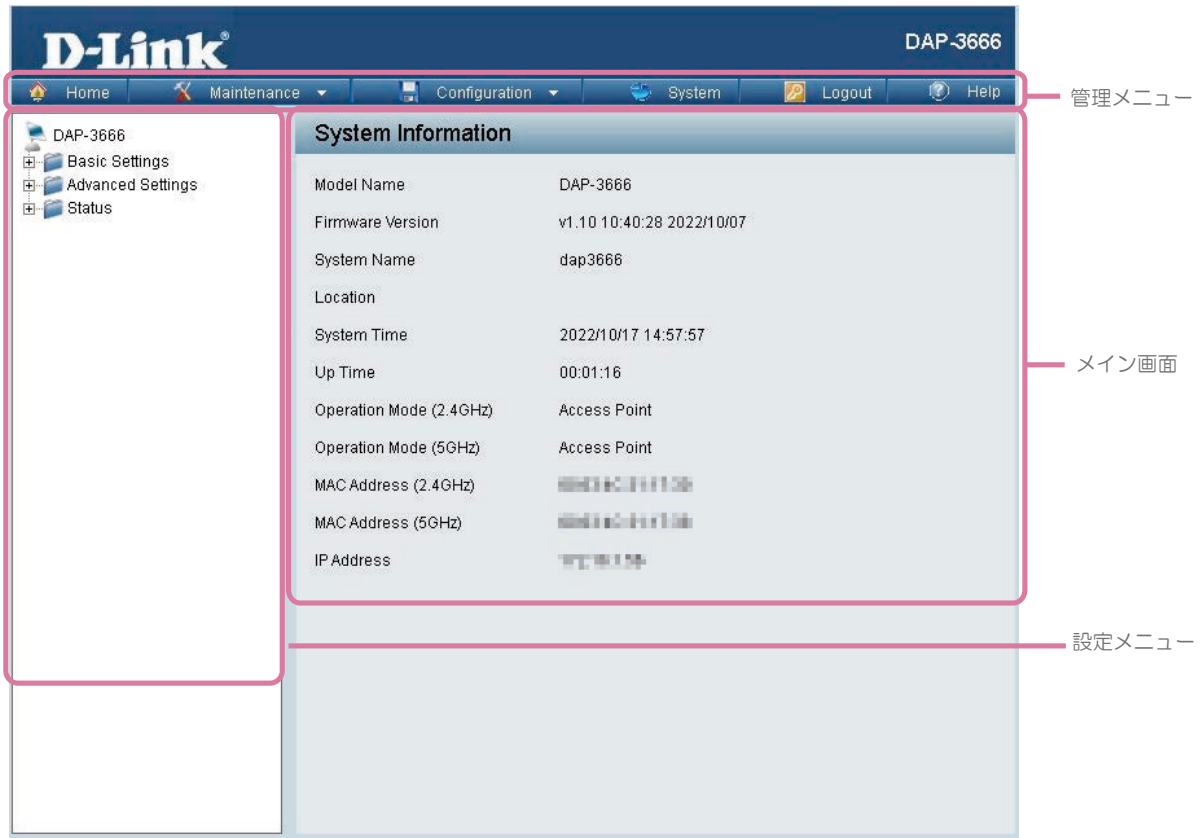 D-Link®
DAP-3666
Home Maintenance Configuration System Logout Help
管理メニュー
DAP-3666
Basic Settings
Advanced Settings
Status
System Information
Model Name DAP-3666
Firmware Version v1.10 10:40:28 2022/10/07
System Name dap3666
Location
System Time 2022/10/17 14:57:57
Up Time 00:01:16
Operation Mode (2.4GHz) Access Point
Operation Mode (5GHz) Access Point
MAC Address (2.4GHz)
MAC Address (5GHz)
IP Address
メイン画面
設定メニュー